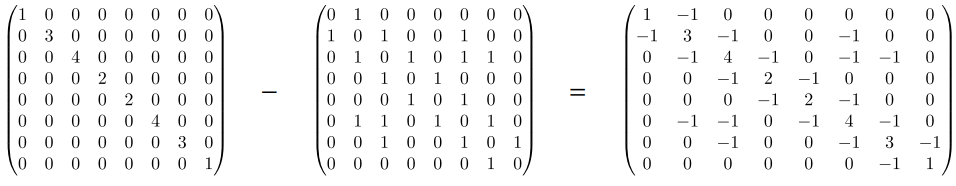 1 0 0 0 0 0 0 0 0 1 0 0 0 0 0 0 1 −1 0 0 0 0 0 0
0 3 0 0 0 0 0 0 1 0 1 0 0 1 0 0 −1 3 −1 0 0 −1 0 0
0 0 4 0 0 0 0 0 0 1 0 1 0 1 1 0 0 −1 4 −1 0 −1 −1 0
0 0 0 2 0 0 0 0 0 0 1 0 1 0 0 0 0 0 −1 2 −1 0 0 0
− =
0 0 0 0 2 0 0 0 0 0 0 1 0 1 0 0 0 0 0 −1 2 −1 0 0
0 0 0 0 0 4 0 0 0 1 1 0 1 0 1 0 0 −1 −1 0 −1 4 −1 0
0 0 0 0 0 0 3 0 0 0 1 0 0 1 0 1 0 0 −1 0 0 −1 3 −1
0 0 0 0 0 0 0 1 0 0 0 0 0 0 1 0 0 0 0 0 0 0 −1 1